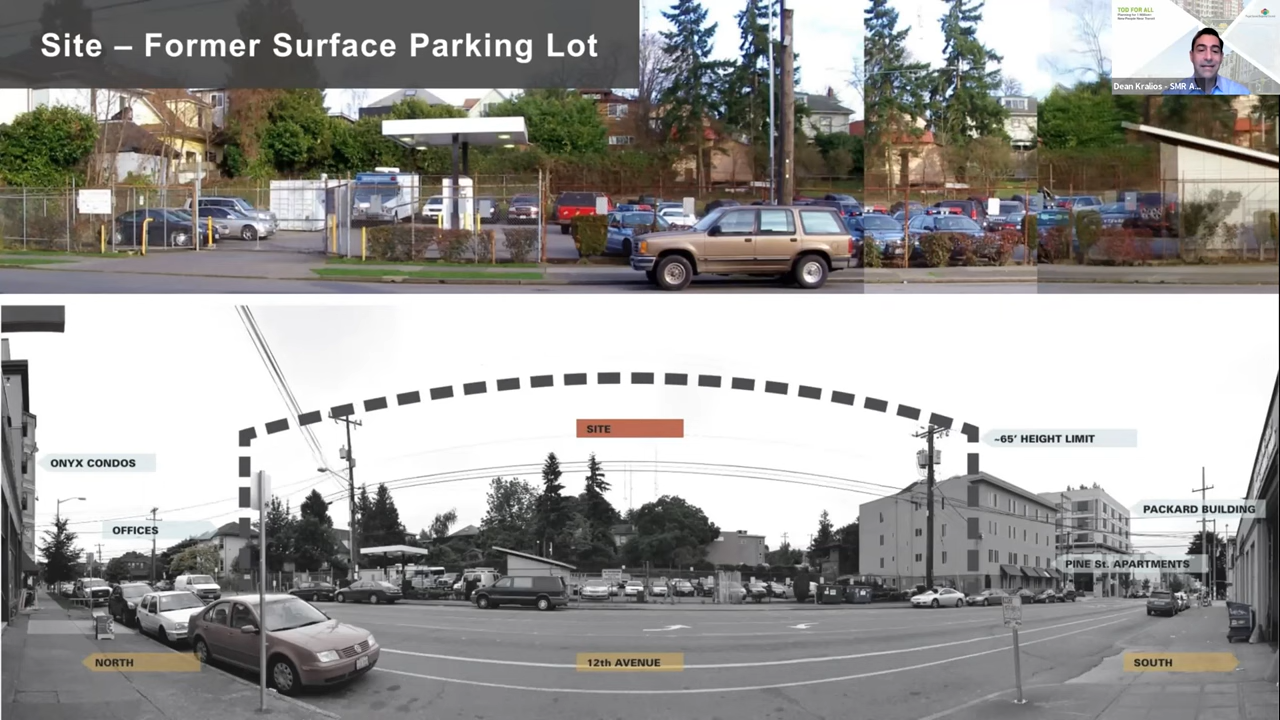 Site – Former Surface Parking Lot
TOD FOR ALL
Dean Kralios - SMR A...
SITE
~65' HEIGHT LIMIT
ONYX CONDOS
PACKARD BUILDING
OFFICES
PINE St. APARTMENTS
NORTH
12th AVENUE
SOUTH